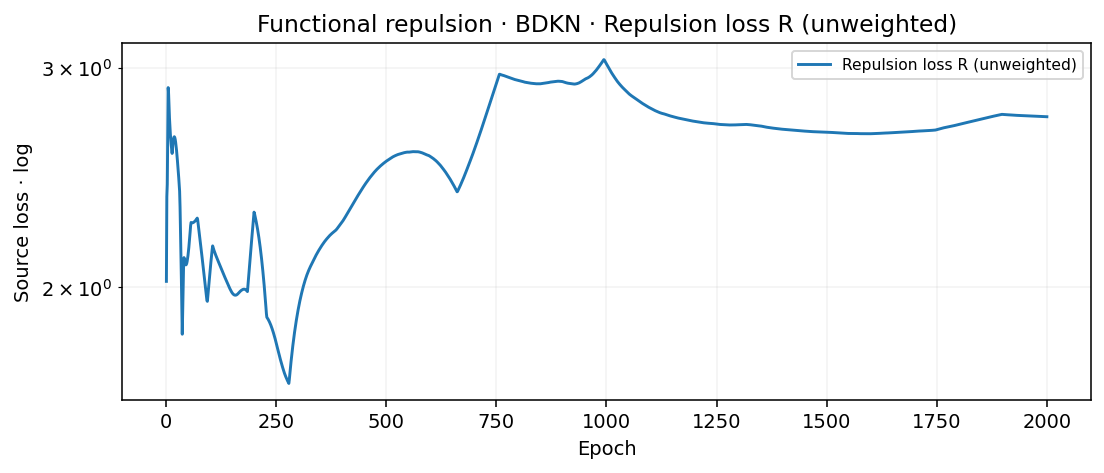 Functional repulsion · BDKN · Repulsion loss R (unweighted)
Source loss · log
3 × 10⁰
2 × 10⁰
Repulsion loss R (unweighted)
0 250 500 750 1000 1250 1500 1750 2000
Epoch